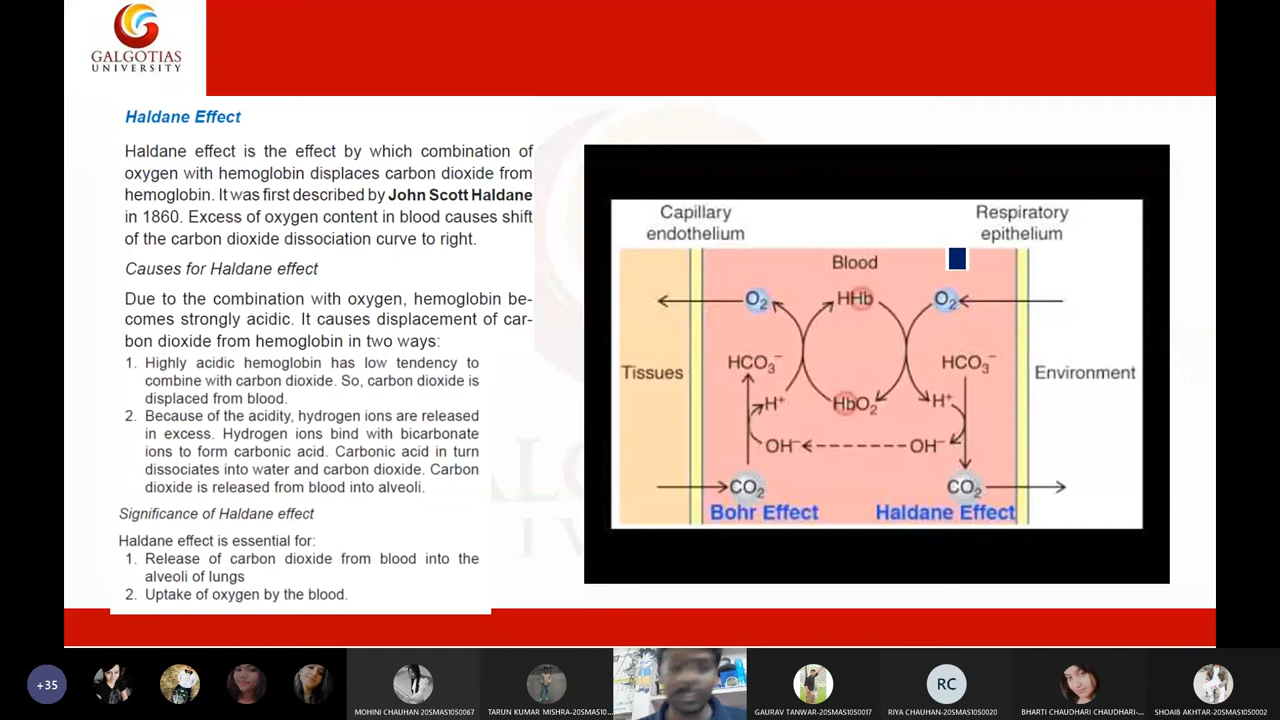 GALGOTIAS
UNIVERSITY
Haldane Effect
Haldane effect is the effect by which combination of
oxygen with hemoglobin displaces carbon dioxide from
hemoglobin. It was first described by John Scott Haldane
in 1860. Excess of oxygen content in blood causes shift
of the carbon dioxide dissociation curve to right.
Causes for Haldane effect
Due to the combination with oxygen, hemoglobin be-
comes strongly acidic. It causes displacement of car-
bon dioxide from hemoglobin in two ways:
1. Highly acidic hemoglobin has low tendency to
combine with carbon dioxide. So, carbon dioxide is
displaced from blood.
2. Because of the acidity, hydrogen ions are released
in excess. Hydrogen ions bind with bicarbonate
ions to form carbonic acid. Carbonic acid in turn
dissociates into water and carbon dioxide. Carbon
dioxide is released from blood into alveoli.
Significance of Haldane effect
Haldane effect is essential for:
1. Release of carbon dioxide from blood into the
alveoli of lungs
2. Uptake of oxygen by the blood.
Capillary
endothelium
Respiratory
epithelium
Blood
O₂ HHb O₂
HCO₃⁻ HCO₃⁻
Tissues Environment
H⁺ HbO₂ H⁺
OH⁻ OH⁻
CO₂ CO₂
Bohr Effect Haldane Effect
+35
MOHINI CHAUHAN 20SMAS1050067
TARUN KUMAR MISHRA-20SMAS10...
GAURAV TANWAR-20SMAS1050017
RC
RIYA CHAUHAN-20SMAS1050020
BHARTI CHAUDHARI CHAUDHARI-...
SHOAIB AKHTAR-20SMAS1050002